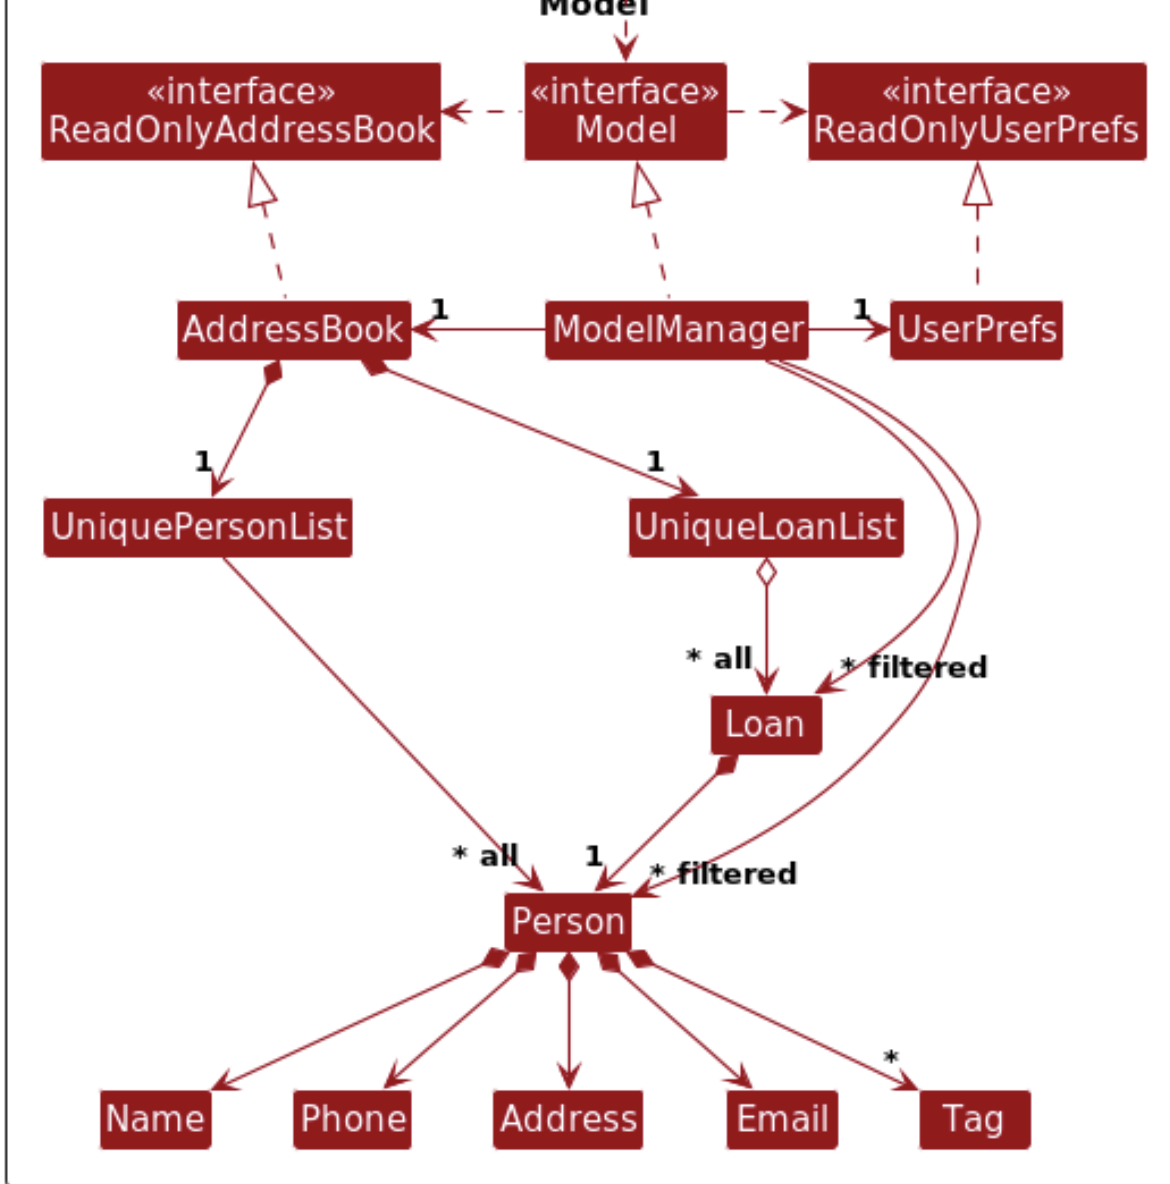 Model
«interface»
ReadOnlyAddressBook
«interface»
Model
«interface»
ReadOnlyUserPrefs
AddressBook
1
ModelManager
1
UserPrefs
1
1
UniquePersonList
UniqueLoanList
* all
* filtered
Loan
* all
1
* filtered
Person
*
Name
Phone
Address
Email
Tag